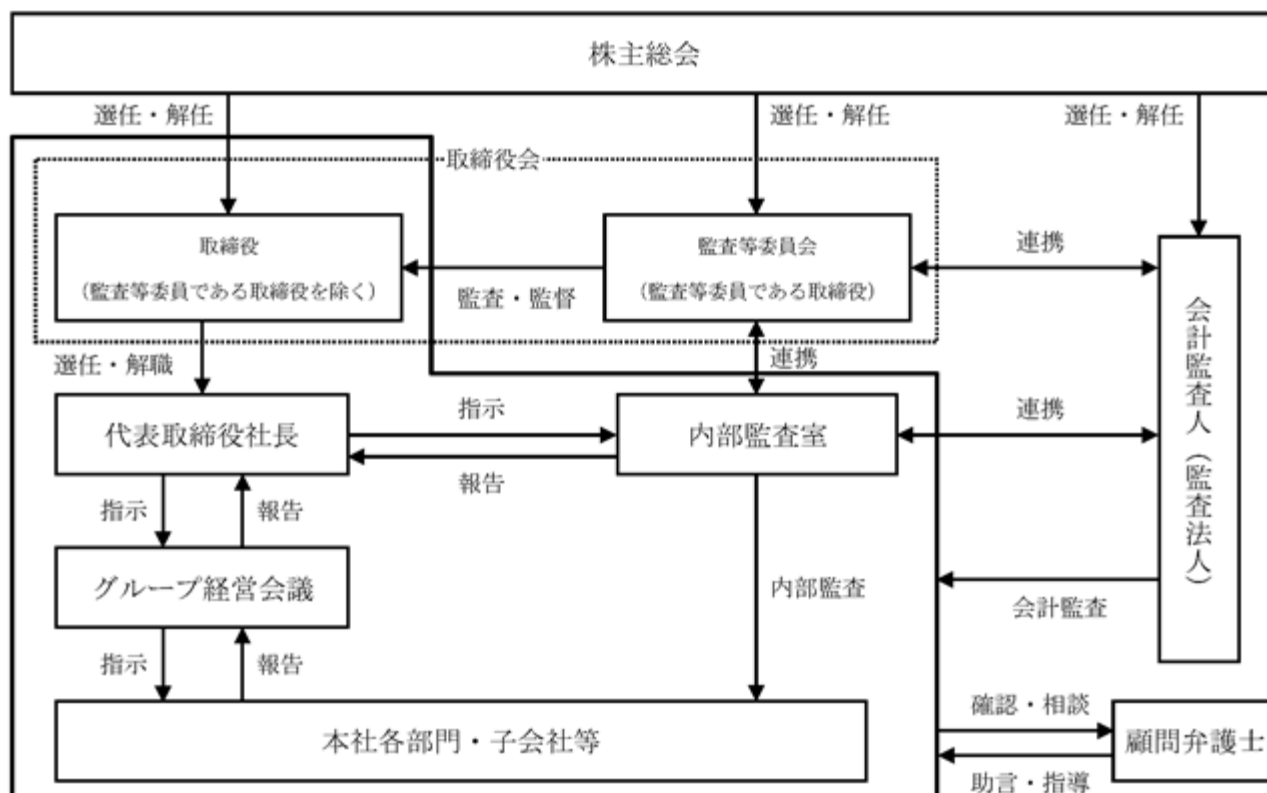 株主総会
選任・解任
選任・解任
選任・解任
取締役会
取締役
(監査等委員である取締役を除く)
監査・監督
監査等委員会
(監査等委員である取締役)
連携
会計監査人(監査法人)
選任・解職
連携
代表取締役社長
指示
報告
内部監査室
連携
指示
報告
グループ経営会議
内部監査
会計監査
指示
報告
本社各部門・子会社等
確認・相談
顧問弁護士
助言・指導